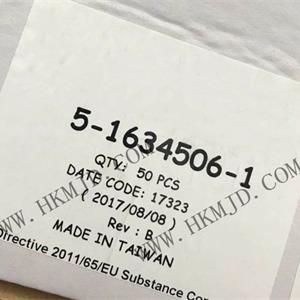 5-1634506-1
QTY: 50 PCS
DATE CODE: 17323
( 2017/08/08 )
Rev : B
MADE IN TAIWAN
Directive 2011/65/EU Substance
WWW.HKMJD.COM
WWW.HKMJD.COM